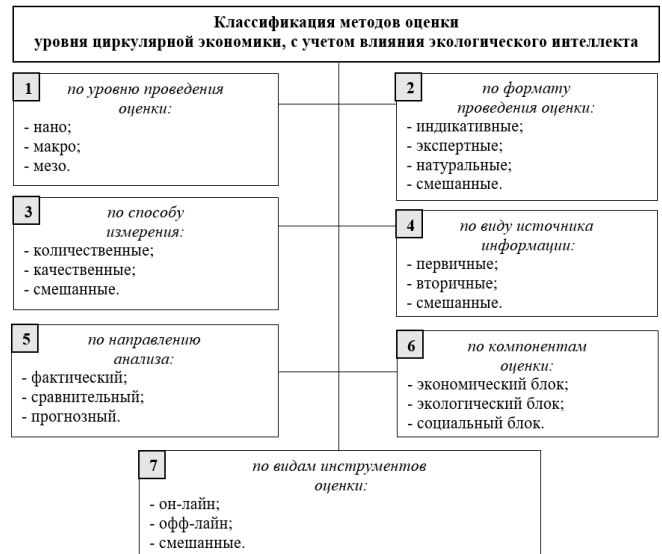 Классификация методов оценки
уровня циркулярной экономики, с учетом влияния экологического интеллекта
1
по уровню проведения
оценки:
- нано;
- макро;
- мезо.
2
по формату
проведения оценки:
- индикативные;
- экспертные;
- натуральные;
- смешанные.
3
по способу
измерения:
- количественные;
- качественные;
- смешанные.
4
по виду источника
информации:
- первичные;
- вторичные;
- смешанные.
5
по направлению
анализа:
- фактический;
- сравнительный;
- прогнозный.
6
по компонентам
оценки:
- экономический блок;
- экологический блок;
- социальный блок.
7
по видам инструментов
оценки:
- он-лайн;
- офф-лайн;
- смешанные.